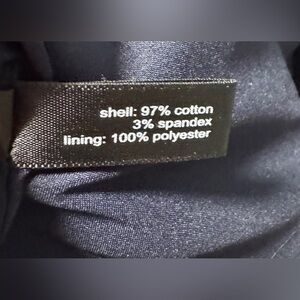 shell: 97% cotton
3% spandex
lining: 100% polyester